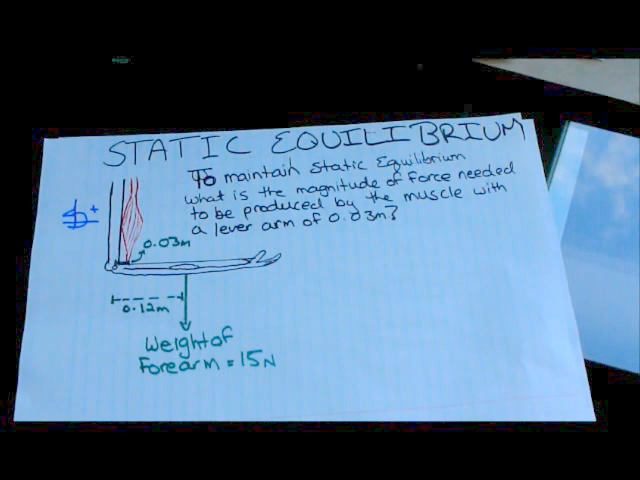 STATIC EQUILIBRIUM
To maintain Static Equilibrium
what is the magnitude of force needed
to be produced by the muscle with
a lever arm of 0.03m?
+
0.03m
0.12m
Weight of
Forearm = 15N